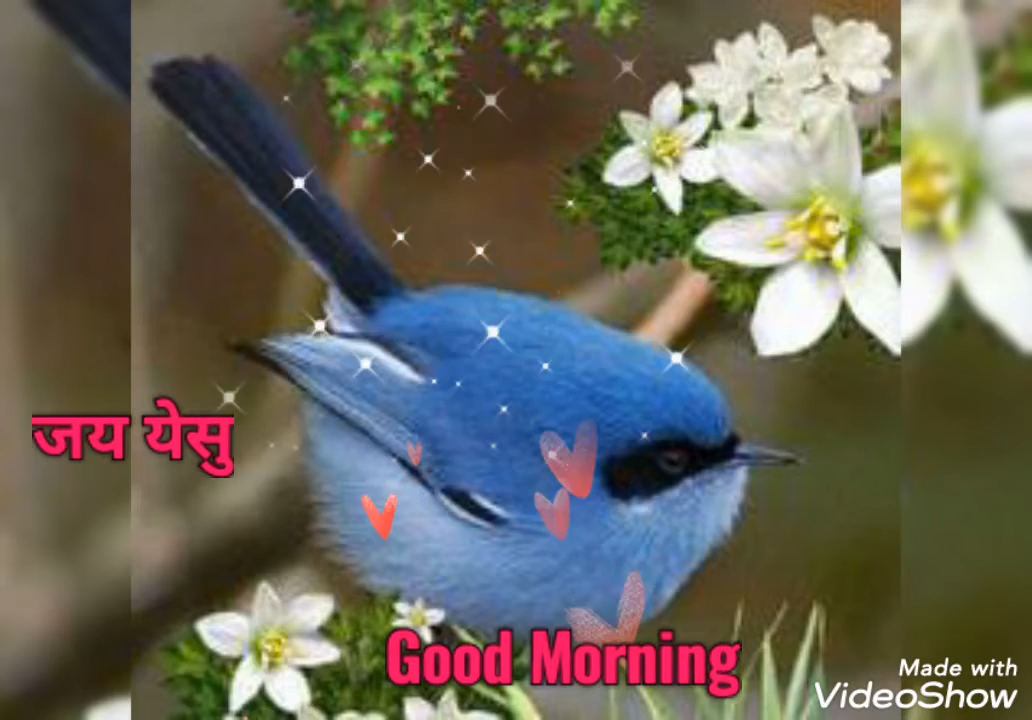 जय येसु
Good Morning
Made with
VideoShow